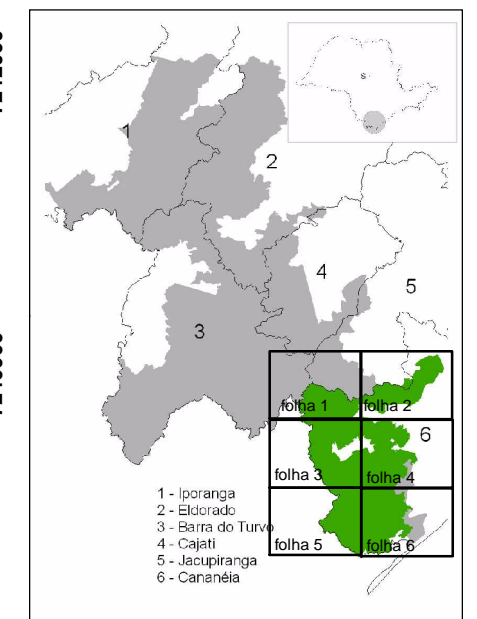 1
2
s
4
5
3
folha 1
folha 2
6
folha 3
folha 4
folha 5
folha 6
1 - Iporanga
2 - Eldorado
3 - Barra do Turvo
4 - Cajati
5 - Jacupiranga
6 - Cananéia